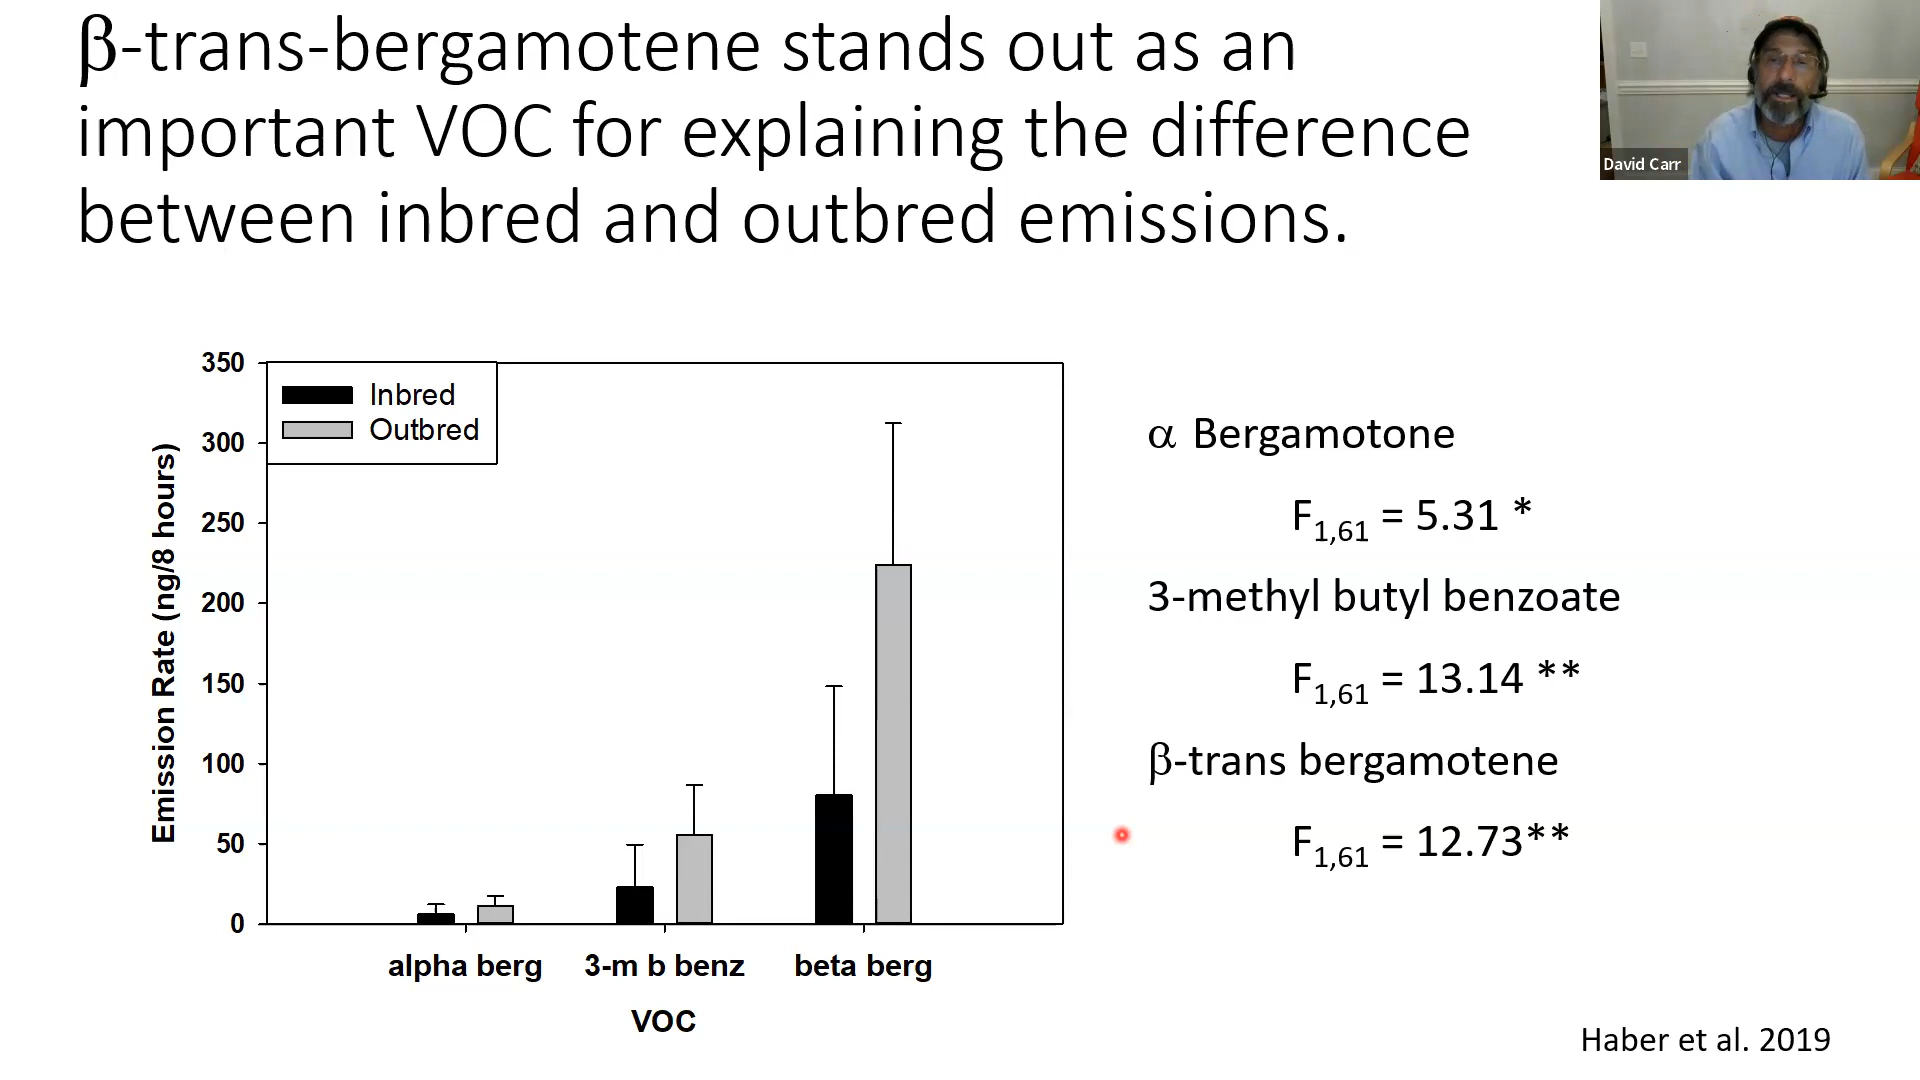 β-trans-bergamotene stands out as an
important VOC for explaining the difference
between inbred and outbred emissions.
David Carr
350
300
250
200
150
100
50
0
Emission Rate (ng/8 hours)
Inbred
Outbred
alpha berg
3-m b benz
beta berg
VOC
α Bergamotone
F1,61 = 5.31 *
3-methyl butyl benzoate
F1,61 = 13.14 **
β-trans bergamotene
F1,61 = 12.73**
Haber et al. 2019